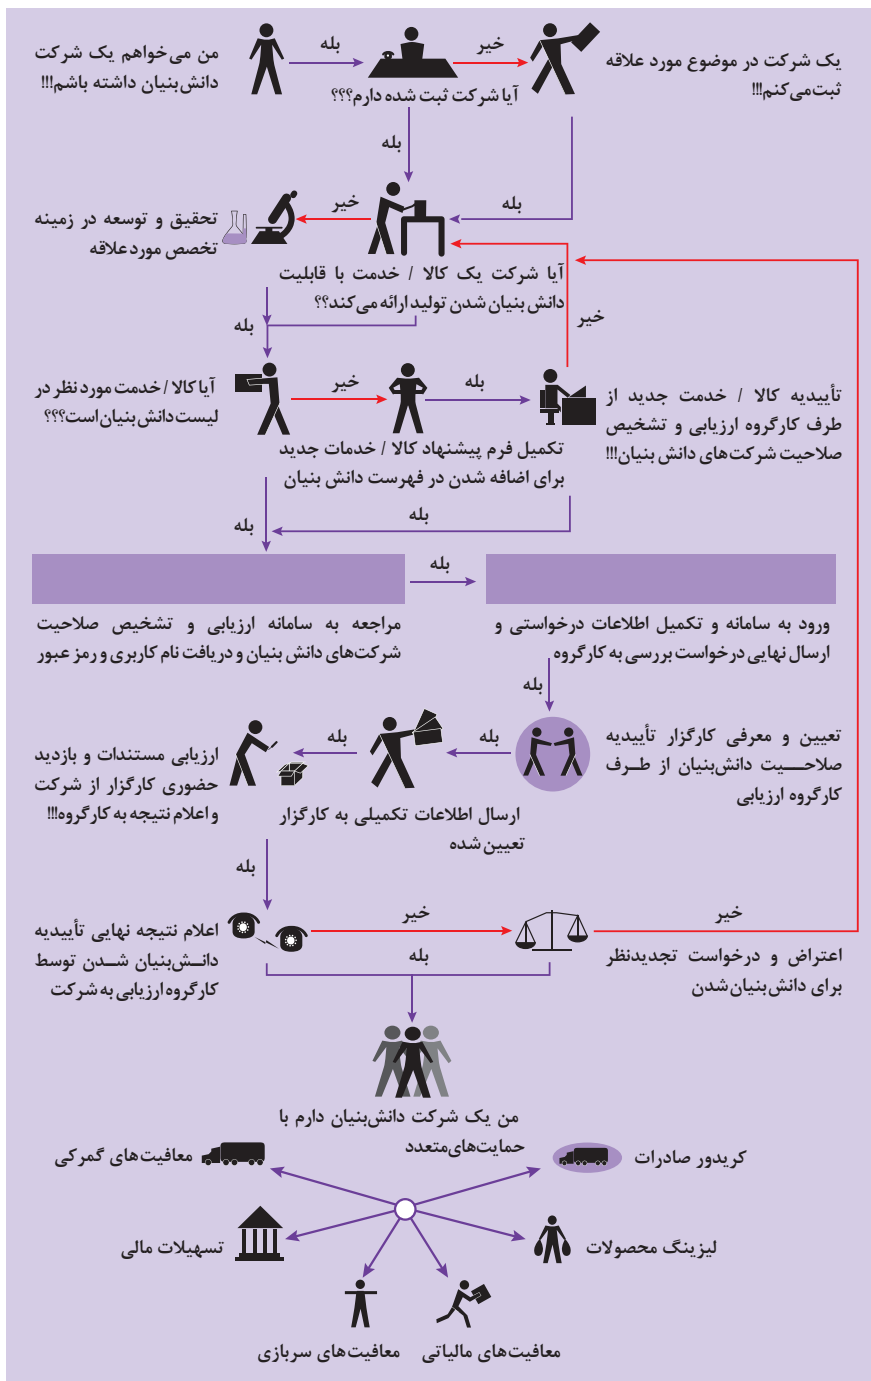 من می‌خواهم یک شرکت
دانش‌بنیان داشته باشم!!!
بله
آیا شرکت ثبت شده دارم؟؟؟
خیر
یک شرکت در موضوع مورد علاقه
ثبت‌می‌کنم!!!
بله
بله
خیر
تحقیق و توسعه در زمینه
تخصص مورد علاقه
آیا شرکت یک کالا / خدمت با قابلیت
دانش‌بنیان شدن تولید ارائه می‌کند؟؟
خیر
بله
آیا کالا / خدمت مورد نظر در
لیست دانش‌بنیان است؟؟؟
خیر
تکمیل فرم پیشنهاد کالا / خدمات جدید
برای اضافه شدن در فهرست دانش بنیان
بله
تأییدیه کالا / خدمت جدید از
طرف کارگروه ارزیابی و تشخیص
صلاحیت شرکت‌های دانش بنیان!!!
بله
بله
بله
مراجعه به سامانه ارزیابی و تشخیص صلاحیت
شرکت‌های دانش بنیان و دریافت نام کاربری و رمز عبور
ورود به سامانه و تکمیل اطلاعات درخواستی و
ارسال نهایی درخواست بررسی به کارگروه
بله
تعیین و معرفی کارگزار تأییدیه
صلاحـــیت دانش‌بنیان از طــرف
کارگروه ارزیابی
بله
ارسال اطلاعات تکمیلی به کارگزار
تعیین شده
بله
ارزیابی مستندات و بازدید
حضوری کارگزار از شرکت
و اعلام نتیجه به کارگروه!!!
بله
اعلام نتیجه نهایی تأییدیه
دانــش‌بنیان شــدن توسط
کارگروه ارزیابی به شرکت
خیر
بله
خیر
اعتراض و درخواست تجدیدنظر
برای دانش‌بنیان‌شدن
من یک شرکت دانش‌بنیان دارم با
حمایت‌های‌متعدد
کریدور صادرات
معافیت‌های گمرکی
لیزینگ محصولات
تسهیلات مالی
معافیت‌های مالیاتی
معافیت‌های سربازی